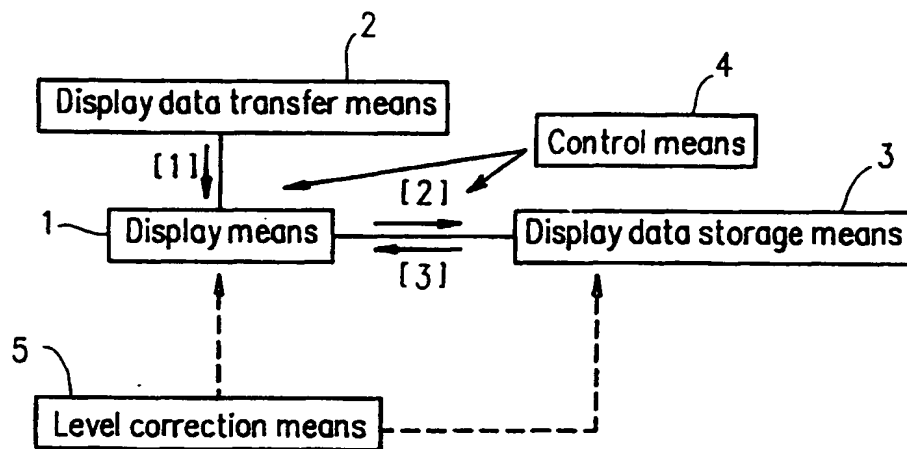 2
Display data transfer means
4
Control means
[1]
[2]
3
1
Display means
Display data storage means
[3]
5
Level correction means